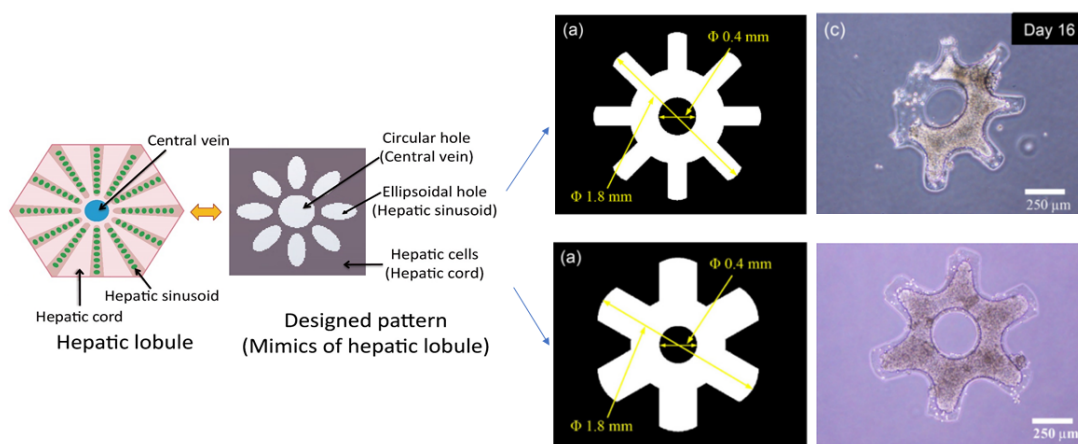 Central vein
Hepatic sinusoid
Hepatic cord
Hepatic lobule
Circular hole
(Central vein)
Ellipsoidal hole
(Hepatic sinusoid)
Hepatic cells
(Hepatic cord)
Designed pattern
(Mimics of hepatic lobule)
(a)
Φ 0.4 mm
Φ 1.8 mm
(c)
Day 16
250 µm
(a)
Φ 0.4 mm
Φ 1.8 mm
250 µm